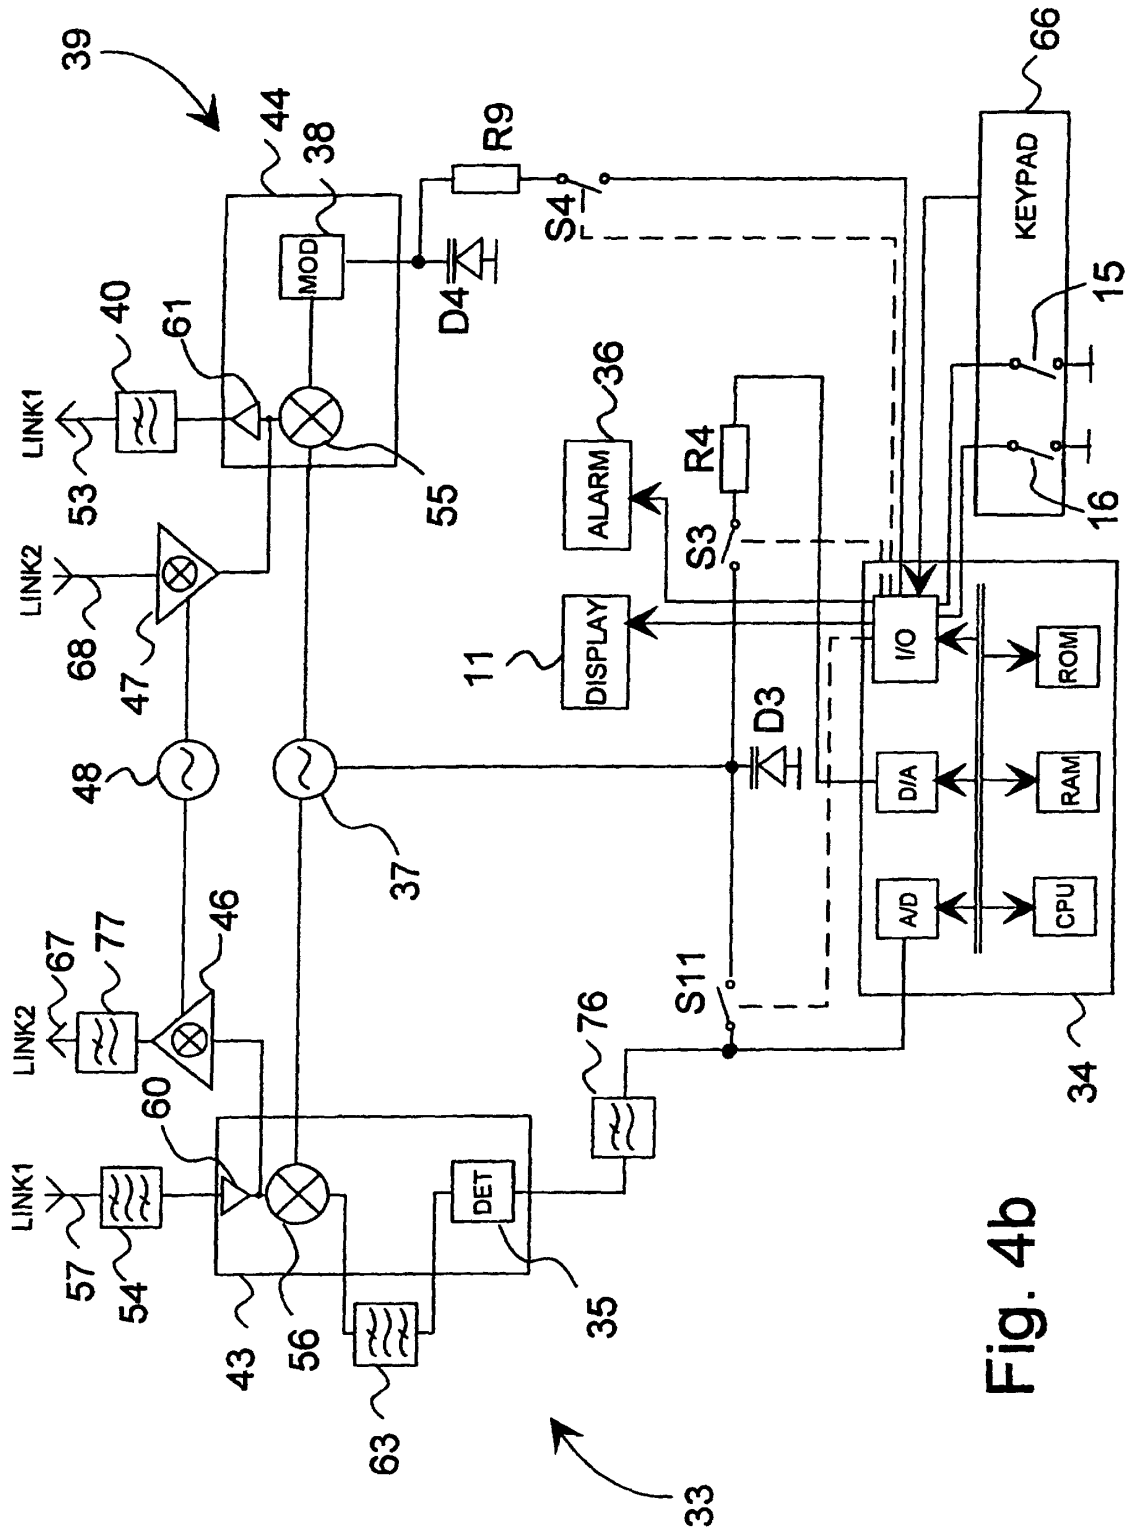 39
LINK1
53
40
61
44
38
MOD
55
LINK2
68
47
48
37
LINK2
67
77
46
LINK1
57
54
60
43
56
63
DET
35
33
76
S11
D3
D4
R9
S4
S3
R4
ALARM
36
DISPLAY
11
A/D
D/A
I/O
CPU
RAM
ROM
34
KEYPAD
66
15
16
Fig. 4b